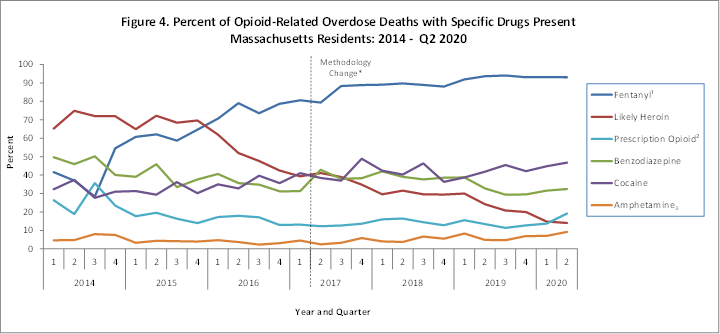 Figure 4. Percent of Opioid-Related Overdose Deaths with Specific Drugs Present
Massachusetts Residents: 2014 - Q2 2020
Methodology
Change*
100
90
80
70
60
50
40
30
20
10
0
Percent
1 2 3 4 1 2 3 4 1 2 3 4 1 2 3 4 1 2 3 4 1 2 3 4 1 2
2014 2015 2016 2017 2018 2019 2020
Year and Quarter
Fentanyl¹
Likely Heroin
Prescription Opioid²
Benzodiazepine
Cocaine
Amphetamine₃